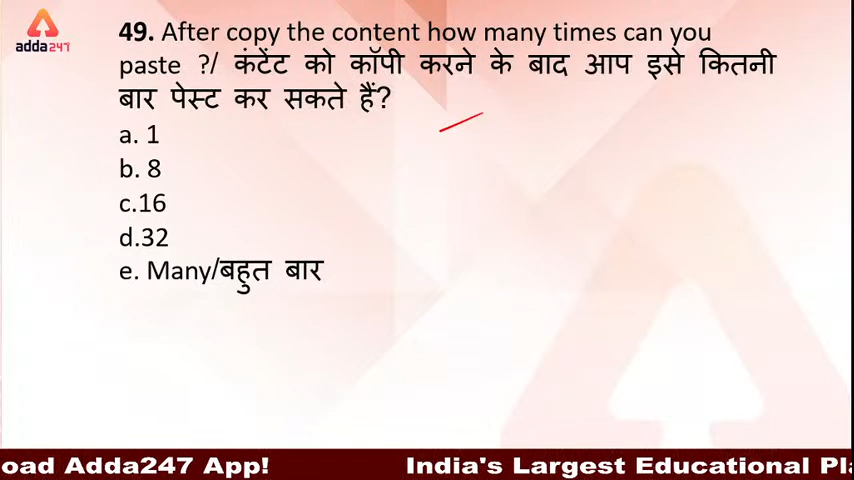 adda247
49. After copy the content how many times can you
paste ?/ कंटेंट को कॉपी करने के बाद आप इसे कितनी
बार पेस्ट कर सकते हैं?
a. 1
b. 8
c.16
d.32
e. Many/बहुत बार
oad Adda247 App! India's Largest Educational Pla